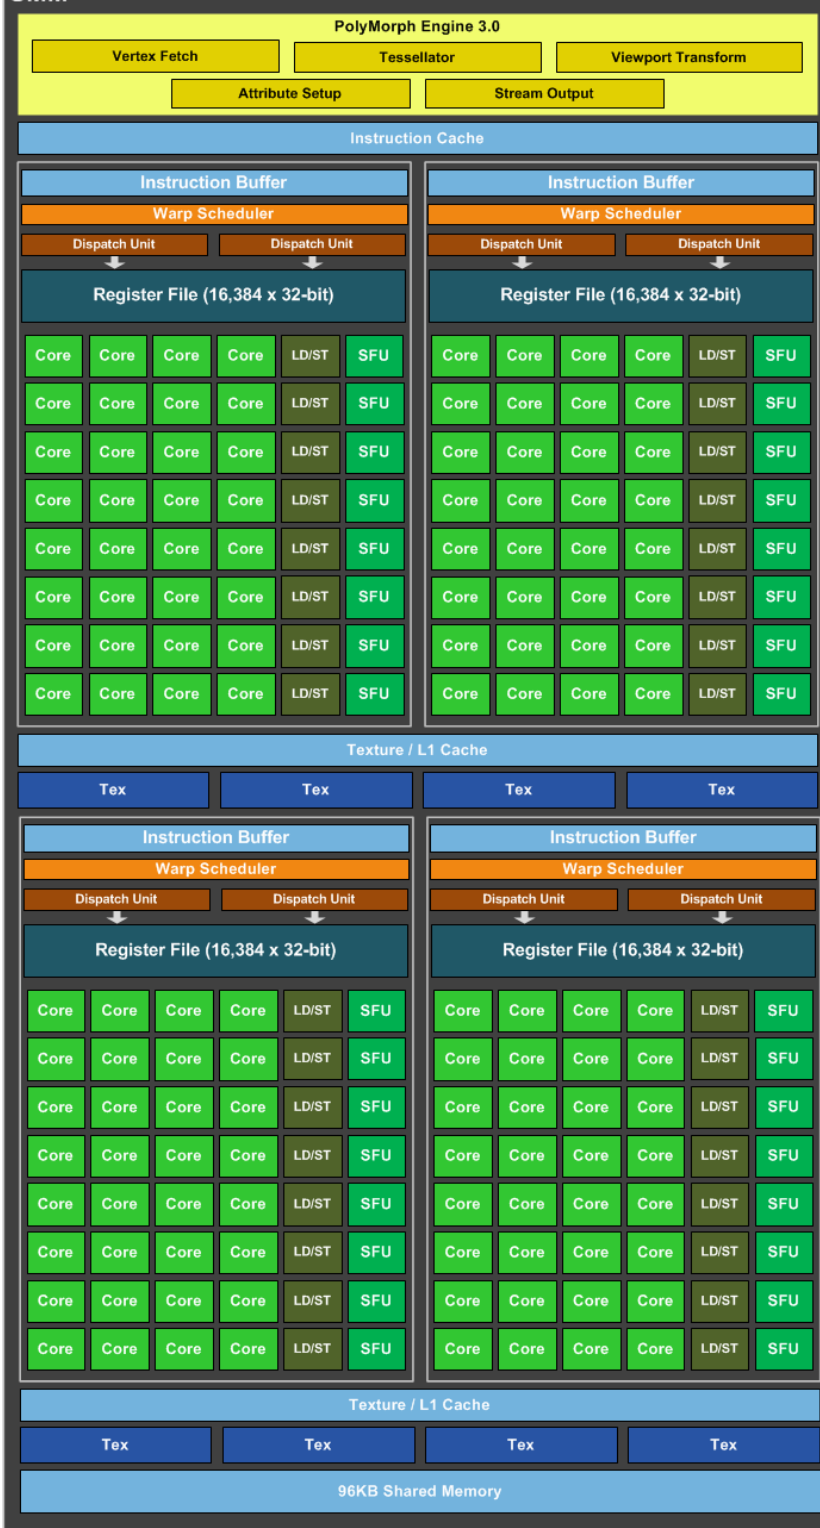 PolyMorph Engine 3.0
Vertex Fetch Tessellator Viewport Transform
Attribute Setup Stream Output
Instruction Cache
Instruction Buffer Instruction Buffer
Warp Scheduler Warp Scheduler
Dispatch Unit Dispatch Unit Dispatch Unit Dispatch Unit
Register File (16,384 x 32-bit) Register File (16,384 x 32-bit)
Core Core Core Core LD/ST SFU Core Core Core Core LD/ST SFU
Core Core Core Core LD/ST SFU Core Core Core Core LD/ST SFU
Core Core Core Core LD/ST SFU Core Core Core Core LD/ST SFU
Core Core Core Core LD/ST SFU Core Core Core Core LD/ST SFU
Core Core Core Core LD/ST SFU Core Core Core Core LD/ST SFU
Core Core Core Core LD/ST SFU Core Core Core Core LD/ST SFU
Core Core Core Core LD/ST SFU Core Core Core Core LD/ST SFU
Core Core Core Core LD/ST SFU Core Core Core Core LD/ST SFU
Texture / L1 Cache
Tex Tex Tex Tex
Instruction Buffer Instruction Buffer
Warp Scheduler Warp Scheduler
Dispatch Unit Dispatch Unit Dispatch Unit Dispatch Unit
Register File (16,384 x 32-bit) Register File (16,384 x 32-bit)
Core Core Core Core LD/ST SFU Core Core Core Core LD/ST SFU
Core Core Core Core LD/ST SFU Core Core Core Core LD/ST SFU
Core Core Core Core LD/ST SFU Core Core Core Core LD/ST SFU
Core Core Core Core LD/ST SFU Core Core Core Core LD/ST SFU
Core Core Core Core LD/ST SFU Core Core Core Core LD/ST SFU
Core Core Core Core LD/ST SFU Core Core Core Core LD/ST SFU
Core Core Core Core LD/ST SFU Core Core Core Core LD/ST SFU
Core Core Core Core LD/ST SFU Core Core Core Core LD/ST SFU
Texture / L1 Cache
Tex Tex Tex Tex
96KB Shared Memory